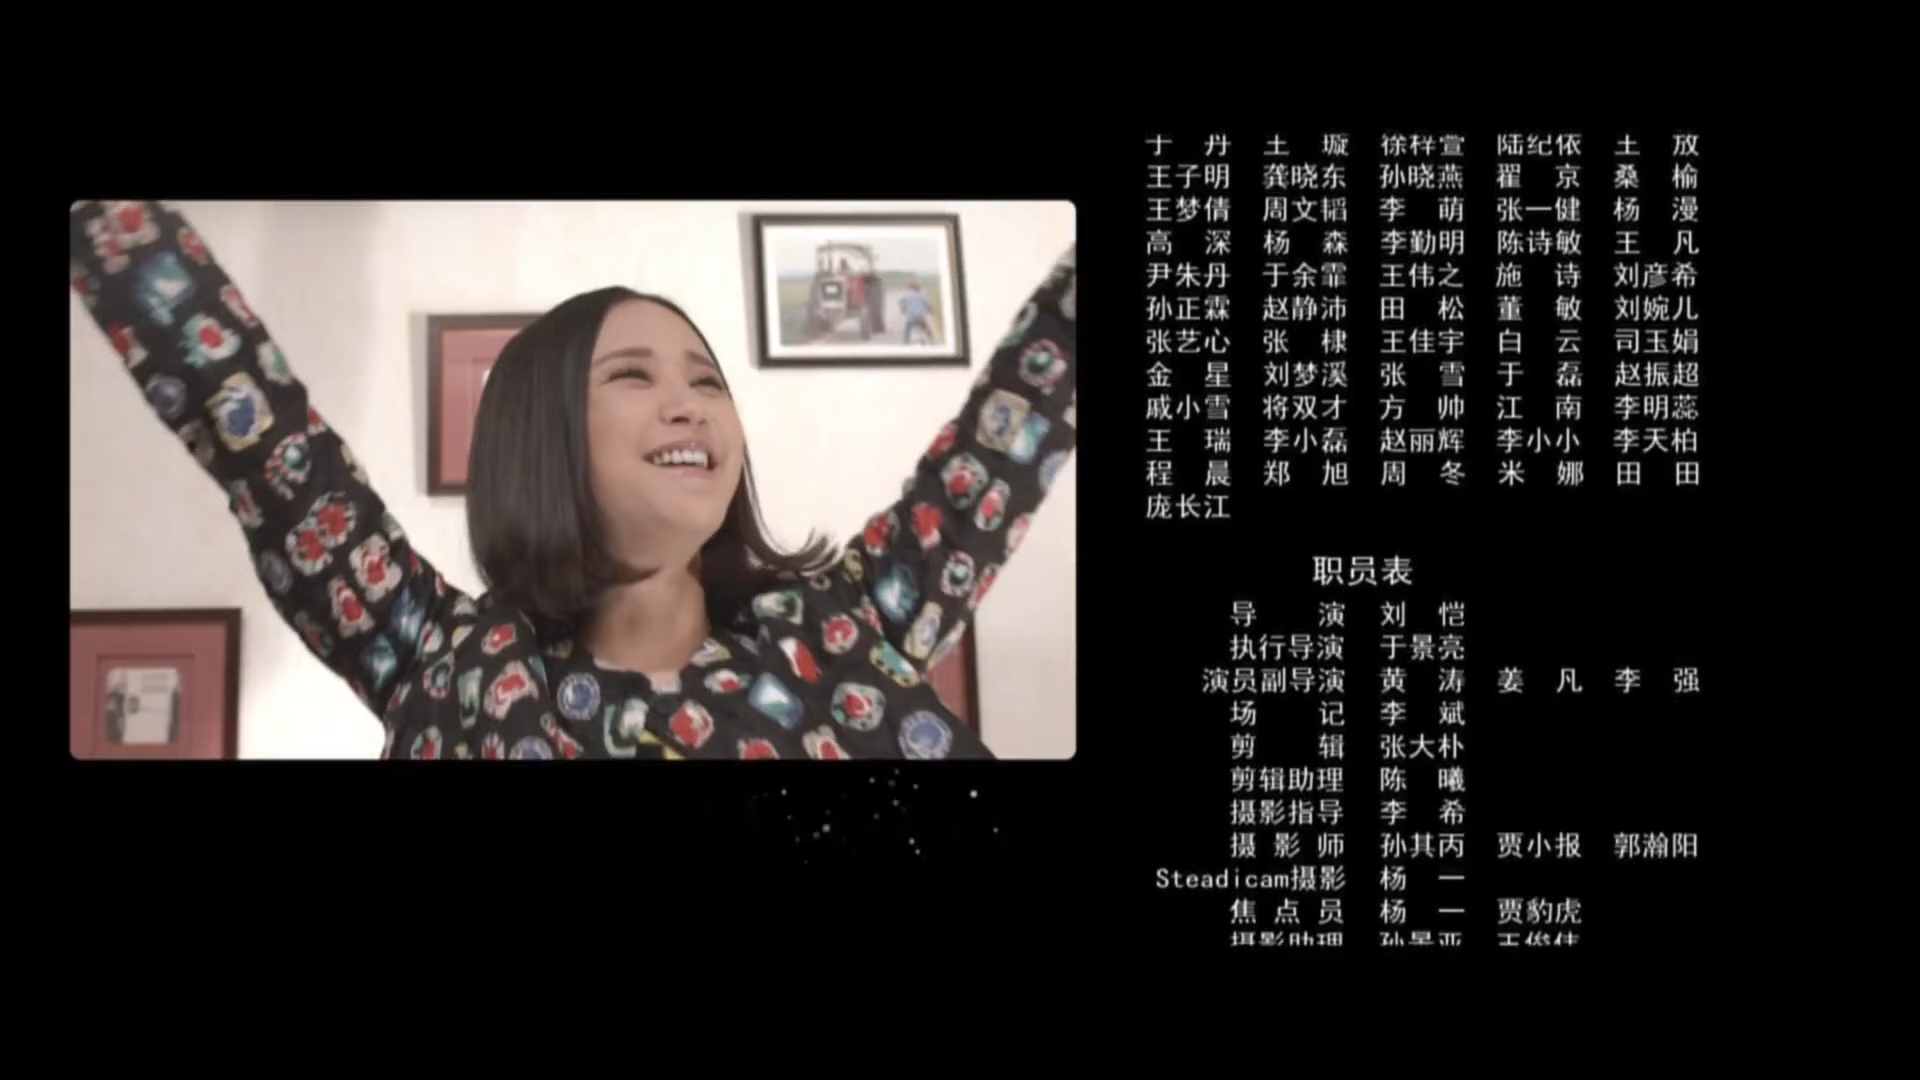 于 丹 王 璇 徐梓萱 陆纪依 王 放
王子明 龚晓东 孙晓燕 翟 京 桑 榆
王梦倩 周文韬 李 萌 张一健 杨 漫
高 深 杨 森 李勤明 陈诗敏 王 凡
尹朱丹 于余霏 王伟之 施 诗 刘彦希
孙正霖 赵静沛 田 松 董 敏 刘婉儿
张艺心 张 棣 王佳宇 白 云 司玉娟
金 星 刘梦溪 张 雪 于 磊 赵振超
戚小雪 将双才 方 帅 江 南 李明蕊
王 瑞 李小磊 赵丽辉 李小小 李天柏
程 晨 郑 旭 周 冬 米 娜 田 田
庞长江
职员表
导 演 刘 恺
执行导演 于景亮
演员副导演 黄 涛 姜 凡 李 强
场 记 李 斌
剪 辑 张大朴
剪辑助理 陈 曦
摄影指导 李 希
摄 影 师 孙其丙 贾小报 郭瀚阳
Steadicam摄影 杨 一
焦 点 员 杨 一 贾豹虎
摄影助理